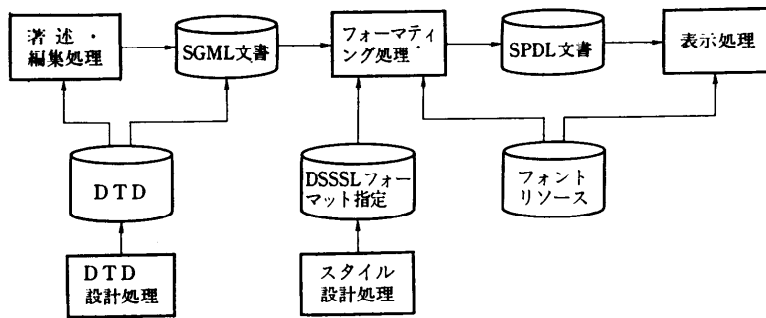 著述・
編集処理
SGML文書
フォーマティ
ング処理
SPDL文書
表示処理
DTD
DSSSLフォー
マット指定
フォント
リソース
DTD
設計処理
スタイル
設計処理